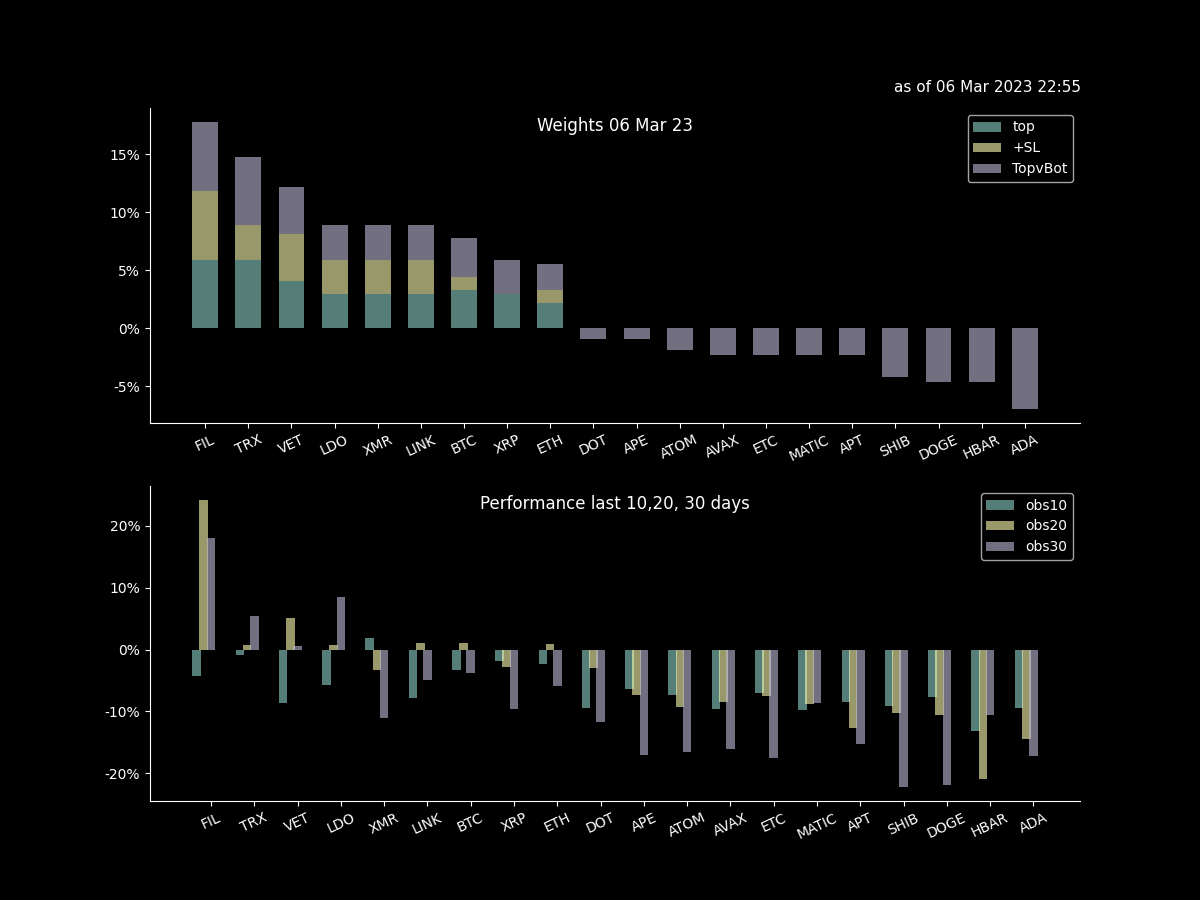 as of 06 Mar 2023 22:55
Weights 06 Mar 23
top
+SL
TopvBot
15%
10%
5%
0%
-5%
FIL TRX VET LDO XMR LINK BTC XRP ETH DOT APE ATOM AVAX ETC MATIC APT SHIB DOGE HBAR ADA
Performance last 10,20, 30 days
obs10
obs20
obs30
20%
10%
0%
-10%
-20%
FIL TRX VET LDO XMR LINK BTC XRP ETH DOT APE ATOM AVAX ETC MATIC APT SHIB DOGE HBAR ADA